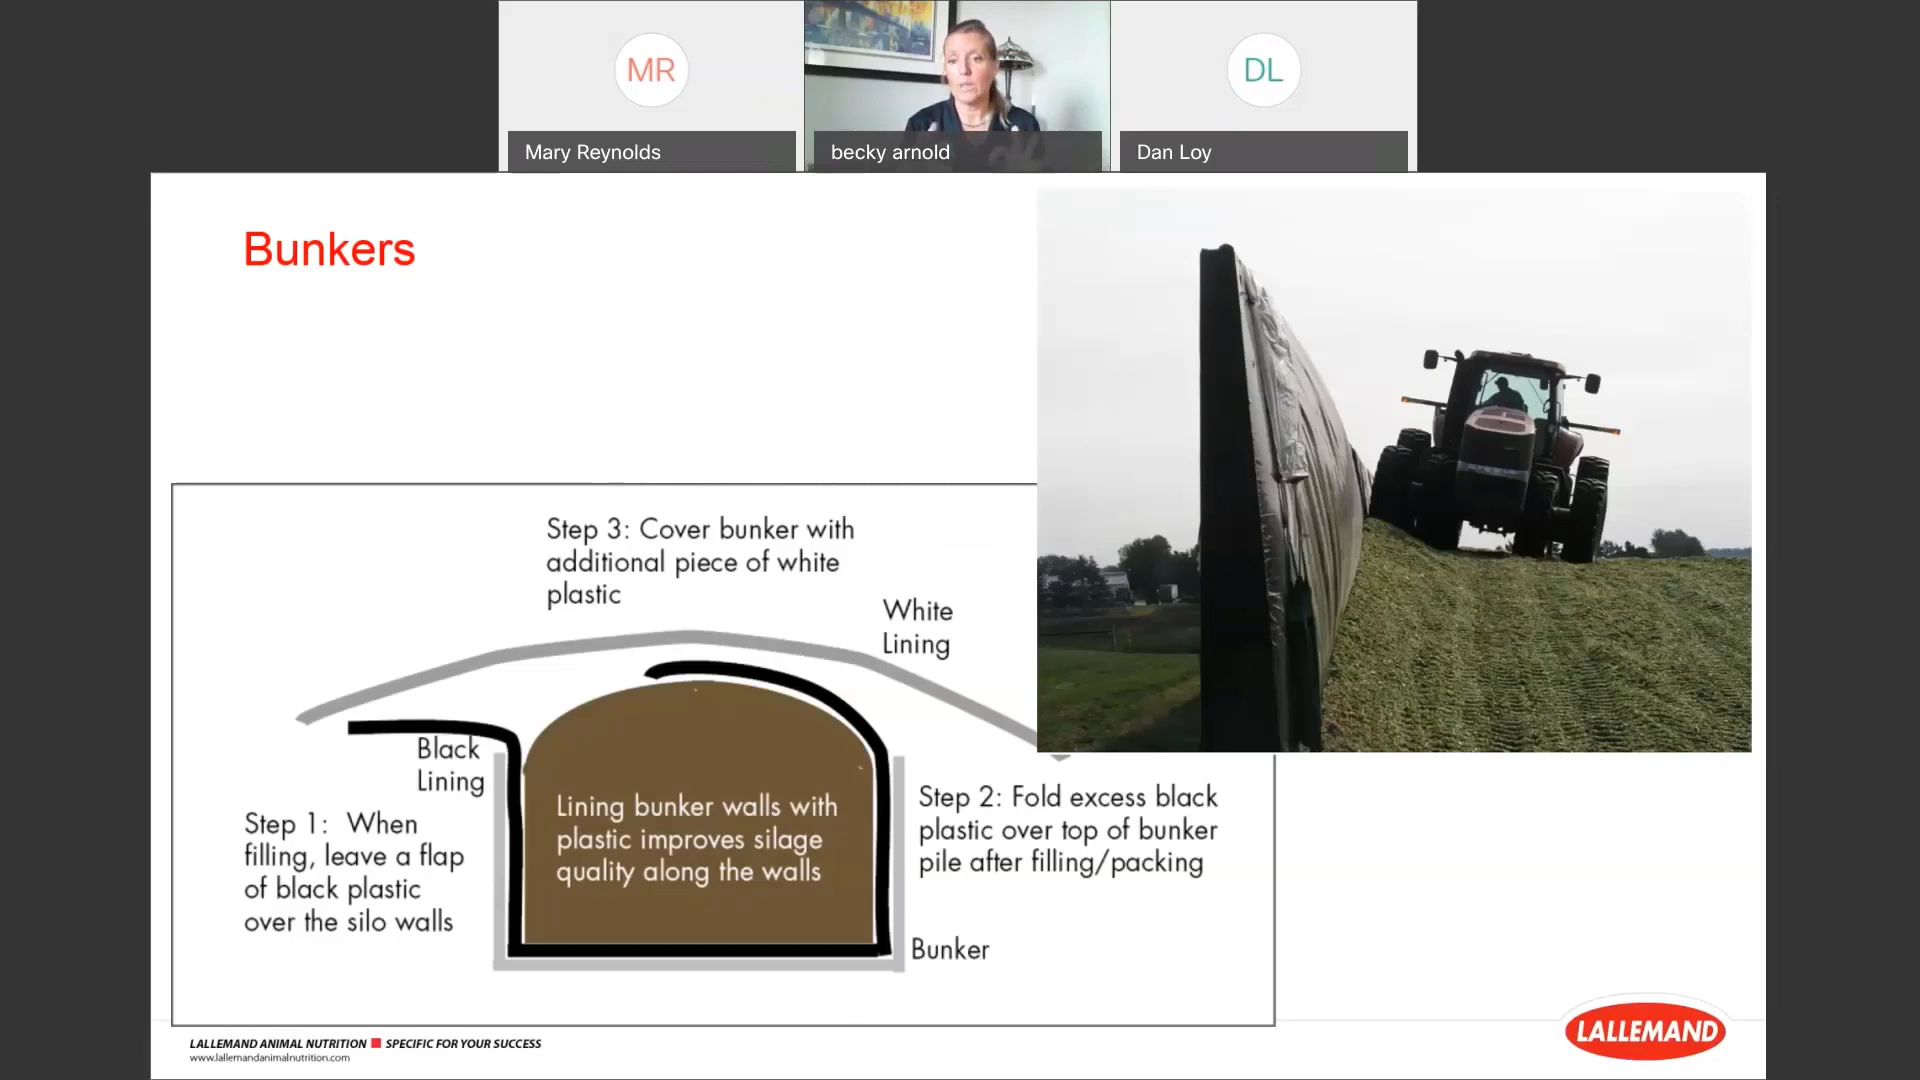 MR
DL
Mary Reynolds
becky arnold
Dan Loy
Bunkers
Step 3: Cover bunker with
additional piece of white
plastic
White
Lining
Black
Lining
Step 1: When
filling, leave a flap
of black plastic
over the silo walls
Lining bunker walls with
plastic improves silage
quality along the walls
Step 2: Fold excess black
plastic over top of bunker
pile after filling/packing
Bunker
LALLEMAND ANIMAL NUTRITION SPECIFIC FOR YOUR SUCCESS
www.lallemandanimalnutrition.com
LALLEMAND